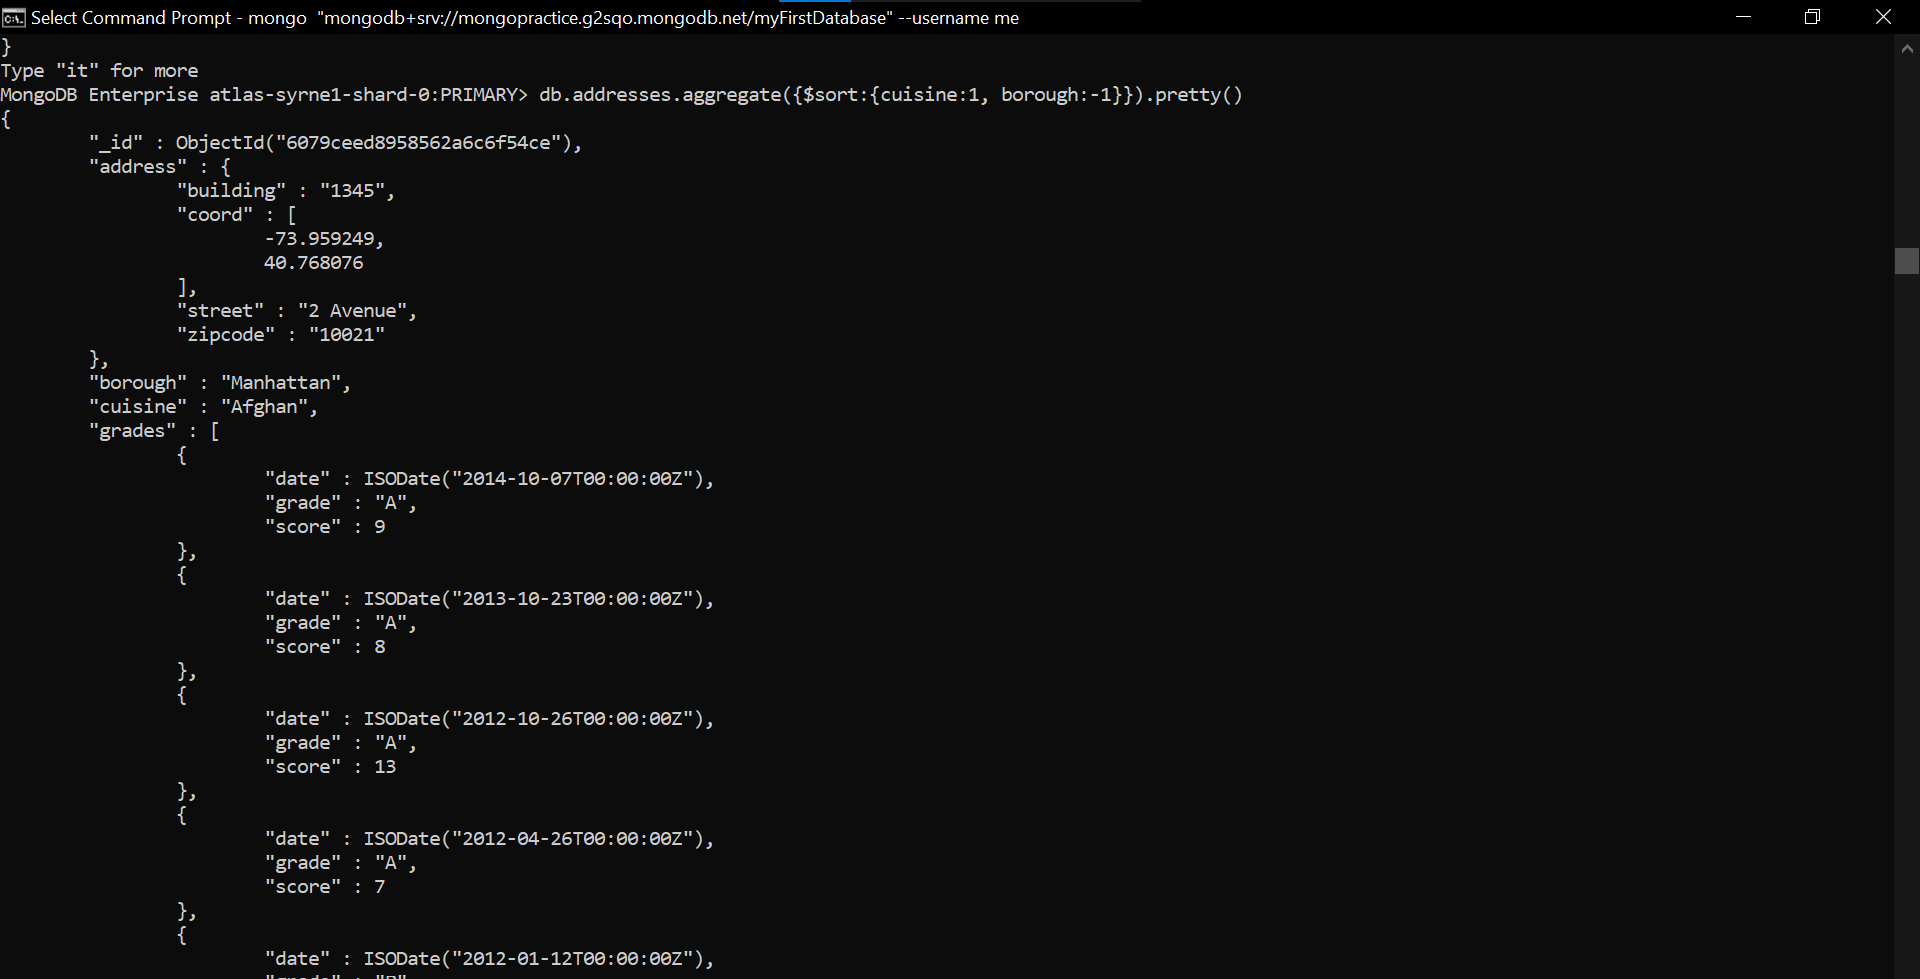 Select Command Prompt - mongo  "mongodb+srv://mongopractice.g2sqo.mongodb.net/myFirstDatabase" --username me
}
Type "it" for more
MongoDB Enterprise atlas-syrne1-shard-0:PRIMARY> db.addresses.aggregate({$sort:{cuisine:1, borough:-1}}).pretty()
{
        "_id" : ObjectId("6079ceed8958562a6c6f54ce"),
        "address" : {
                "building" : "1345",
                "coord" : [
                        -73.959249,
                        40.768076
                ],
                "street" : "2 Avenue",
                "zipcode" : "10021"
        },
        "borough" : "Manhattan",
        "cuisine" : "Afghan",
        "grades" : [
                {
                        "date" : ISODate("2014-10-07T00:00:00Z"),
                        "grade" : "A",
                        "score" : 9
                },
                {
                        "date" : ISODate("2013-10-23T00:00:00Z"),
                        "grade" : "A",
                        "score" : 8
                },
                {
                        "date" : ISODate("2012-10-26T00:00:00Z"),
                        "grade" : "A",
                        "score" : 13
                },
                {
                        "date" : ISODate("2012-04-26T00:00:00Z"),
                        "grade" : "A",
                        "score" : 7
                },
                {
                        "date" : ISODate("2012-01-12T00:00:00Z"),